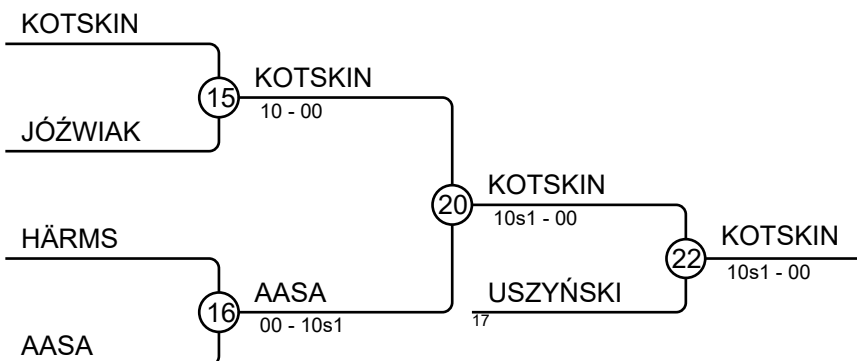 KOTSKIN
15
KOTSKIN
10 - 00
JÓŹWIAK
20
KOTSKIN
10s1 - 00
HÄRMS
22
KOTSKIN
10s1 - 00
16
AASA
00 - 10s1
USZYŃSKI
17
AASA